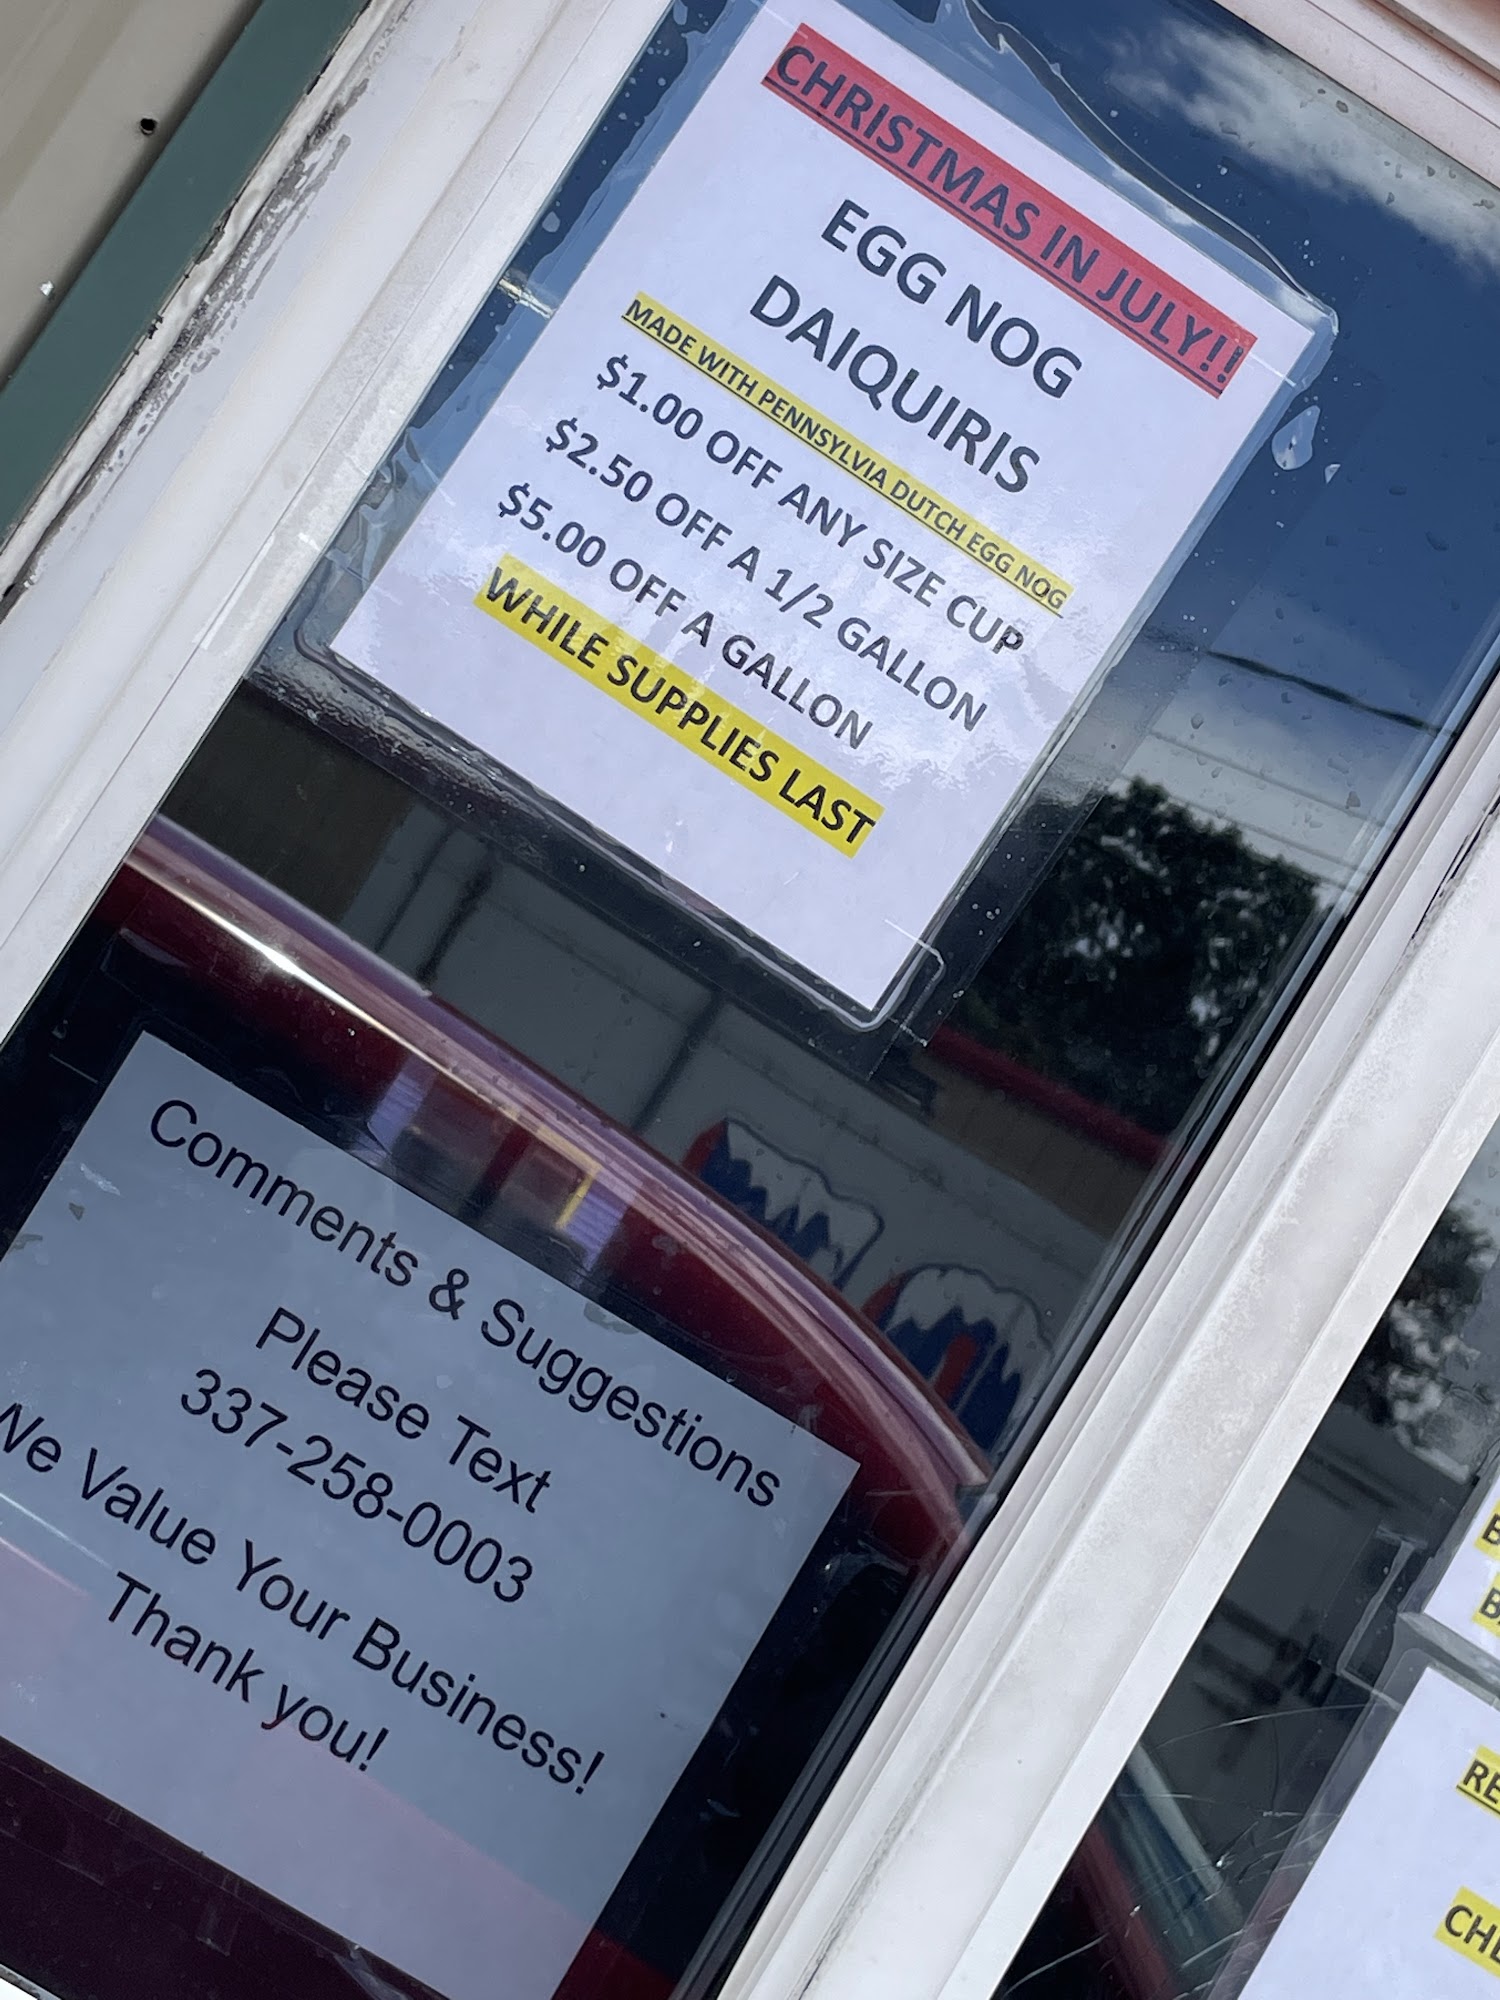 CHRISTMAS IN JULY!!
EGG NOG
DAIQUIRIS
MADE WITH PENNSYLVIA DUTCH EGG NOG
$1.00 OFF ANY SIZE CUP
$2.50 OFF A 1/2 GALLON
$5.00 OFF A GALLON
WHILE SUPPLIES LAST
Comments & Suggestions
Please Text
337-258-0003
We Value Your Business!
Thank you!